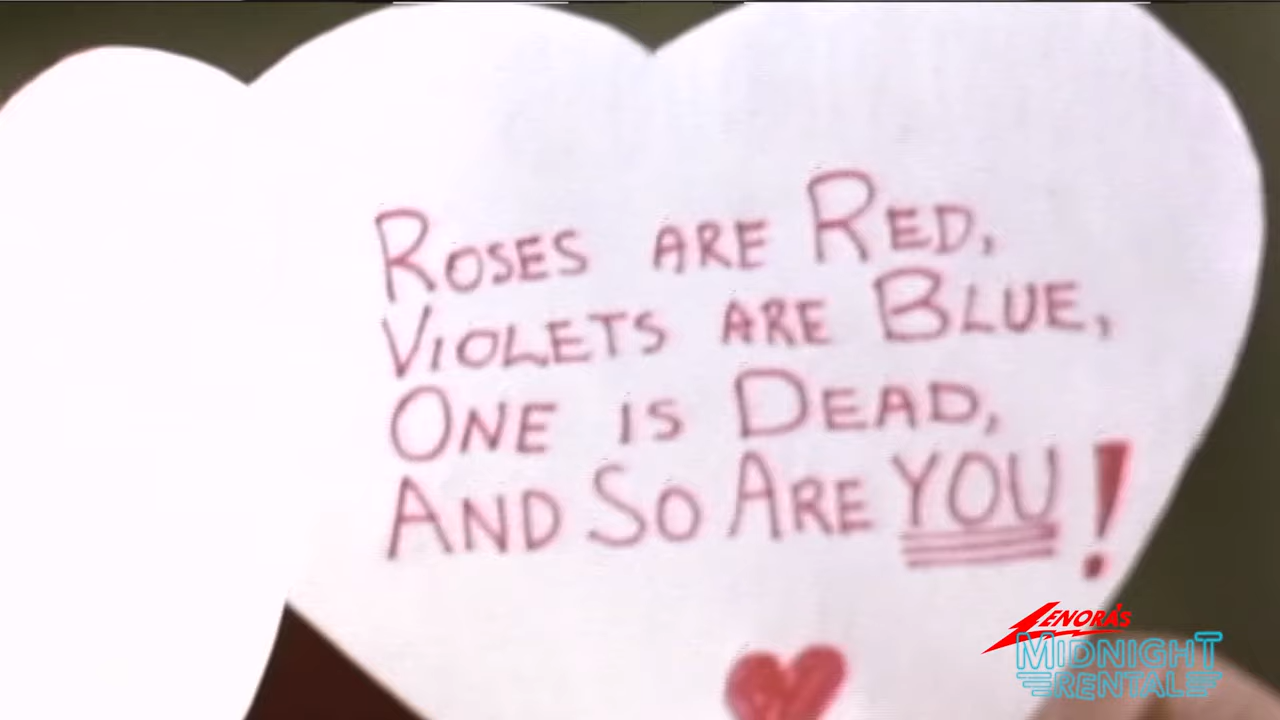 ROSES ARE RED,
VIOLETS ARE BLUE,
ONE IS DEAD,
AND SO ARE YOU!
LENORA'S
MIDNIGHT
RENTAL